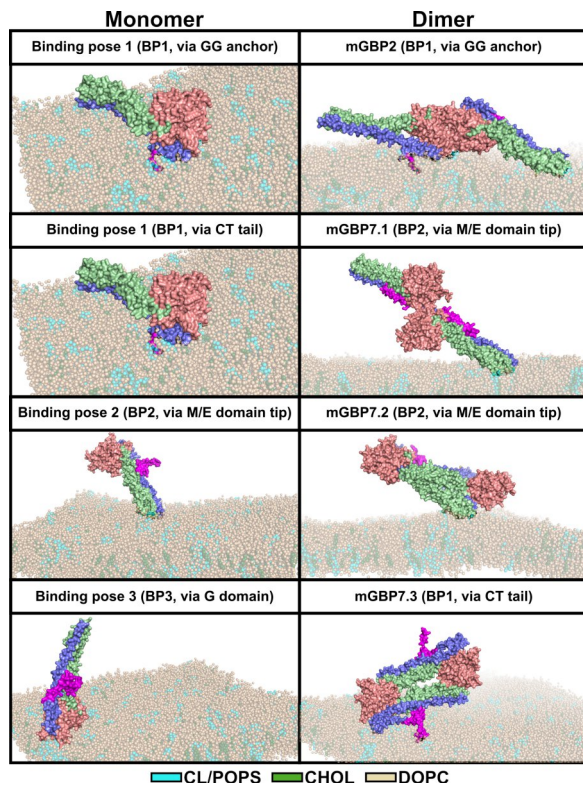 Monomer
Dimer
Binding pose 1 (BP1, via GG anchor)
mGBP2 (BP1, via GG anchor)
Binding pose 1 (BP1, via CT tail)
mGBP7.1 (BP2, via M/E domain tip)
Binding pose 2 (BP2, via M/E domain tip)
mGBP7.2 (BP2, via M/E domain tip)
Binding pose 3 (BP3, via G domain)
mGBP7.3 (BP1, via CT tail)
CL/POPS CHOL DOPC